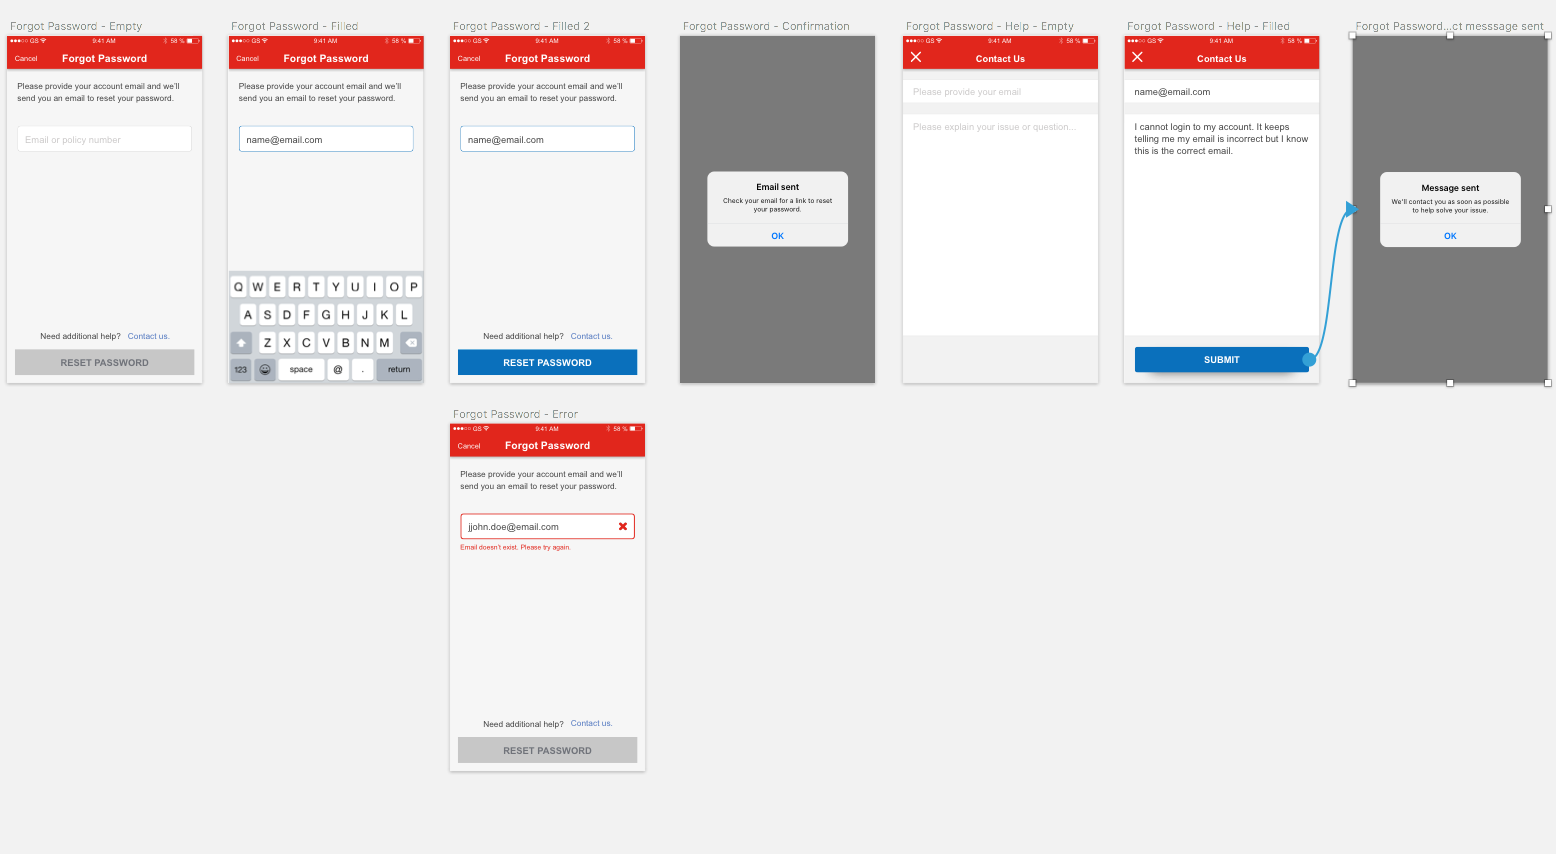 Forgot Password - Empty
GS 9:41 AM 58 %
Cancel Forgot Password
Please provide your account email and we'll
send you an email to reset your password.
Email or policy number
Need additional help? Contact us.
RESET PASSWORD
Forgot Password - Filled
GS 9:41 AM 58 %
Cancel Forgot Password
Please provide your account email and we'll
send you an email to reset your password.
name@email.com
Q W E R T Y U I O P
A S D F G H J K L
Z X C V B N M
123 space @ . return
Forgot Password - Filled 2
GS 9:41 AM 58 %
Cancel Forgot Password
Please provide your account email and we'll
send you an email to reset your password.
name@email.com
Need additional help? Contact us.
RESET PASSWORD
Forgot Password - Confirmation
Email sent
Check your email for a link to reset
your password.
OK
Forgot Password - Help - Empty
GS 9:41 AM 58 %
Contact Us
Please provide your email
Please explain your issue or question...
Forgot Password - Help - Filled
GS 9:41 AM 58 %
Contact Us
name@email.com
I cannot login to my account. It keeps
telling me my email is incorrect but I know
this is the correct email.
SUBMIT
Forgot Password...ct messsage sent
Message sent
We'll contact you as soon as possible
to help solve your issue.
OK
Forgot Password - Error
GS 9:41 AM 58 %
Cancel Forgot Password
Please provide your account email and we'll
send you an email to reset your password.
jjohn.doe@email.com
Email doesn't exist. Please try again.
Need additional help? Contact us.
RESET PASSWORD